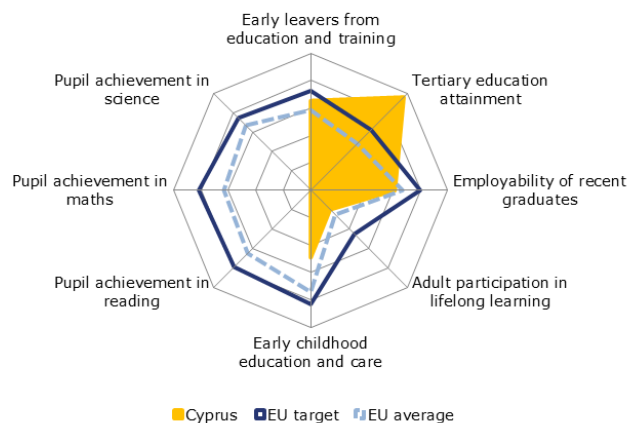 Early leavers from
education and training
Pupil achievement in
science
Tertiary education
attainment
Pupil achievement in
maths
Employability of recent
graduates
Pupil achievement in
reading
Adult participation in
lifelong learning
Early childhood
education and care
Cyprus EU target EU average